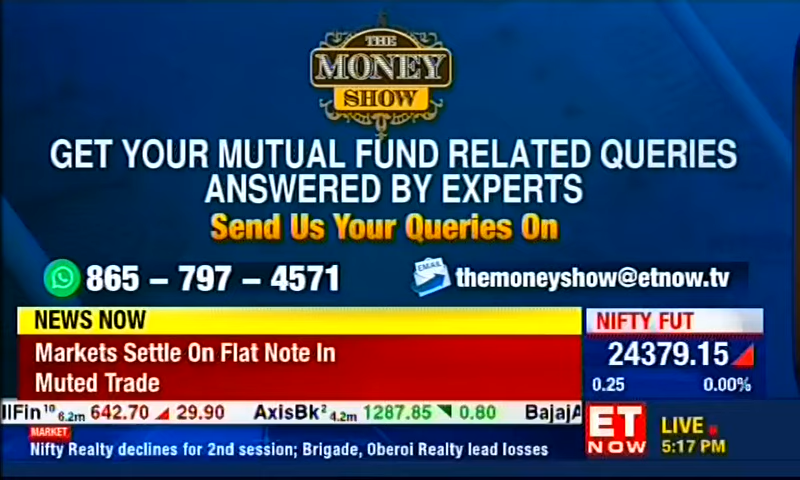 THE
MONEY
SHOW
GET YOUR MUTUAL FUND RELATED QUERIES
ANSWERED BY EXPERTS
Send Us Your Queries On
865 – 797 – 4571
EMAIL
themoneyshow@etnow.tv
NEWS NOW
Markets Settle On Flat Note In
Muted Trade
NIFTY FUT
24379.15
0.25 0.00%
llFin 10 6.2m 642.70 29.90 AxisBk 2 4.2m 1287.85 0.80 BajajA
MARKET
Nifty Realty declines for 2nd session; Brigade, Oberoi Realty lead losses
ET
NOW
LIVE
5:17 PM